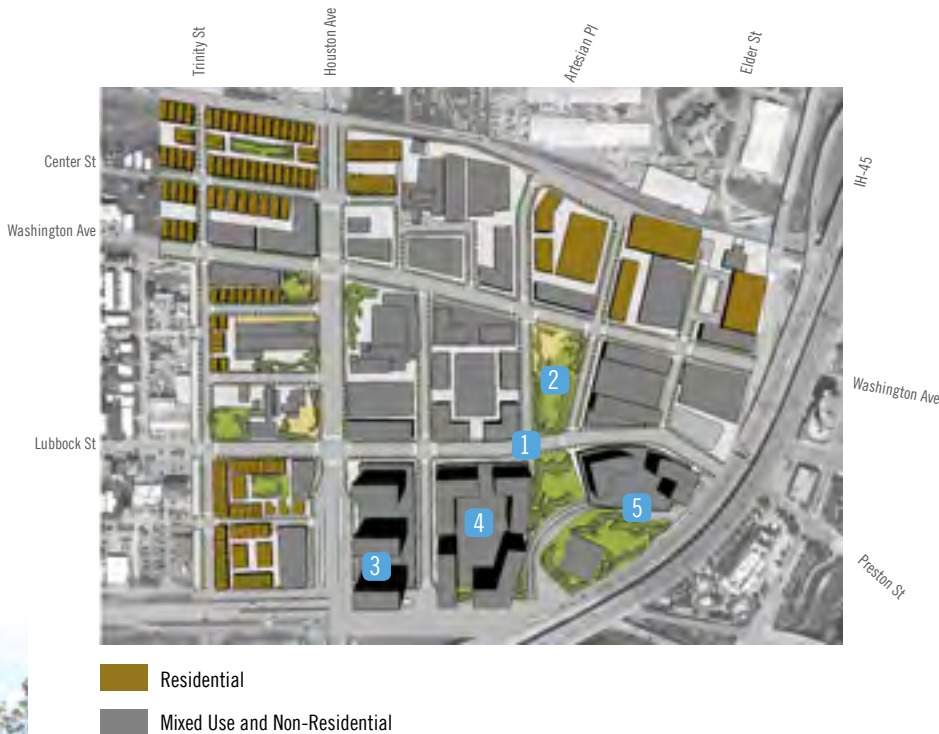 Trinity St
Houston Ave
Artesian Pl
Elder St
Center St
IH-45
Washington Ave
2
Washington Ave
Lubbock St
1
5
4
3
Preston St
Residential
Mixed Use and Non-Residential